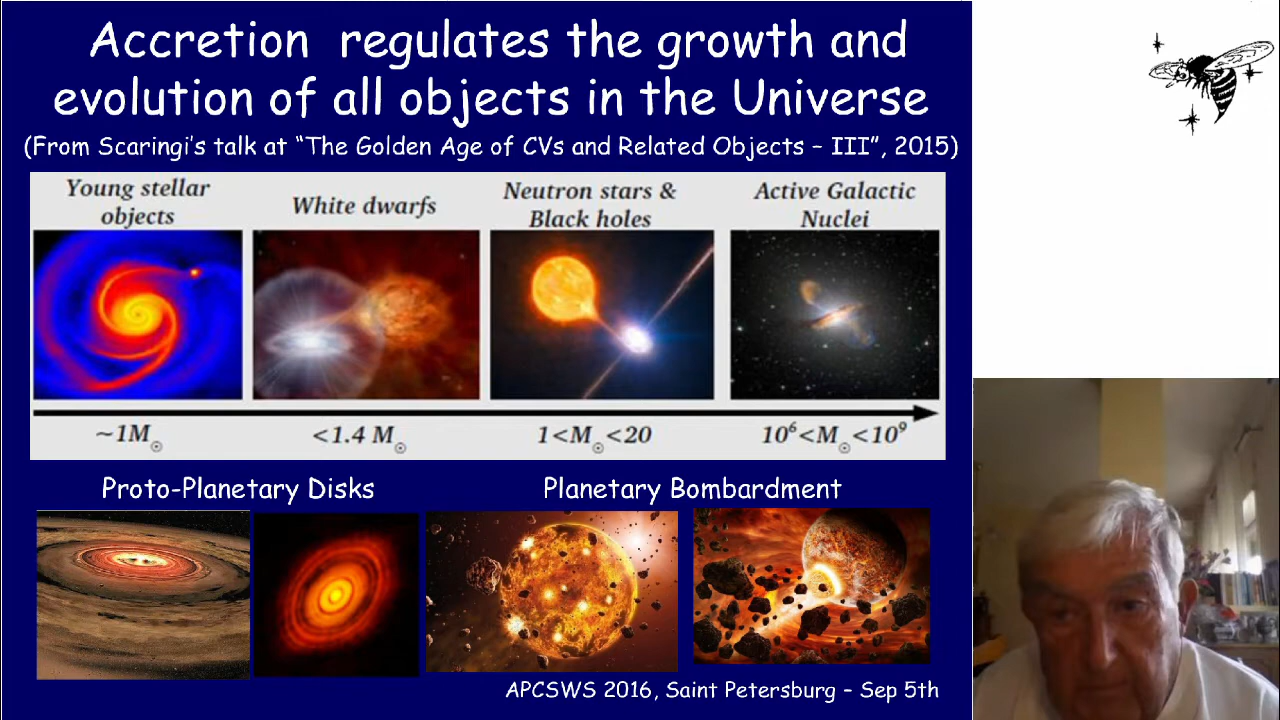 Accretion regulates the growth and
evolution of all objects in the Universe
(From Scaringi's talk at "The Golden Age of CVs and Related Objects – III", 2015)
Young stellar
objects
White dwarfs
Neutron stars &
Black holes
Active Galactic
Nuclei
~1M☉
<1.4 M☉
1<M☉<20
10⁶<M☉<10⁹
Proto-Planetary Disks
Planetary Bombardment
APCSWS 2016, Saint Petersburg – Sep 5th